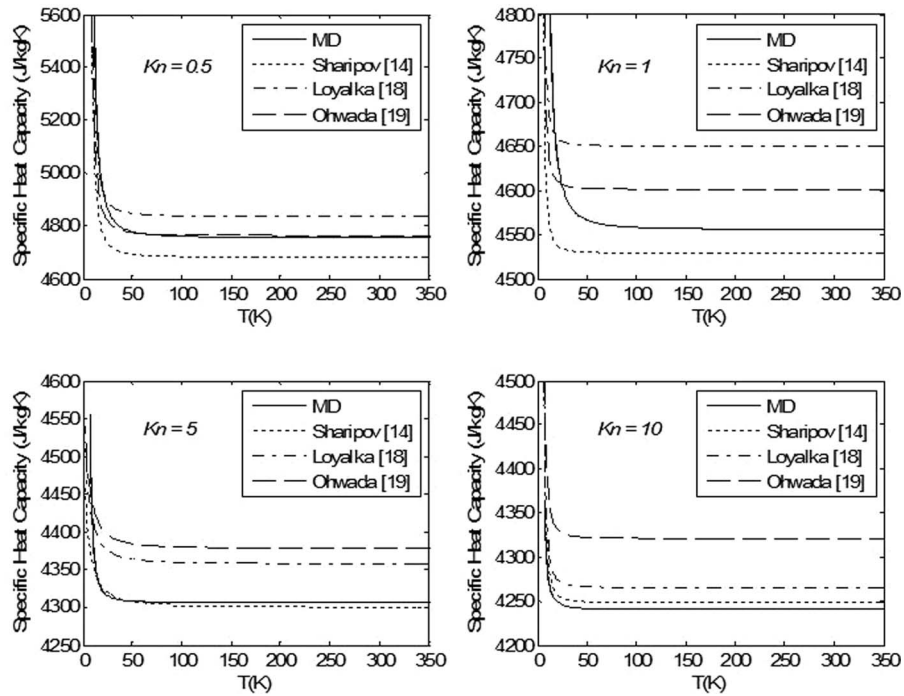 5600
5400
5200
5000
4800
4600
Specific Heat Capacity (J/kgK)
Kn = 0.5
MD
Sharipov [14]
Loyalka [18]
Ohwada [19]
0 50 100 150 200 250 300 350
T(K)
4800
4750
4700
4650
4600
4550
4500
Specific Heat Capacity (J/kgK)
Kn = 1
MD
Sharipov [14]
Loyalka [18]
Ohwada [19]
0 50 100 150 200 250 300 350
T(K)
4600
4550
4500
4450
4400
4350
4300
4250
Specific Heat Capacity (J/kgK)
Kn = 5
MD
Sharipov [14]
Loyalka [18]
Ohwada [19]
0 50 100 150 200 250 300 350
T(K)
4500
4450
4400
4350
4300
4250
4200
Specific Heat Capacity (J/kgK)
Kn = 10
MD
Sharipov [14]
Loyalka [18]
Ohwada [19]
0 50 100 150 200 250 300 350
T(K)